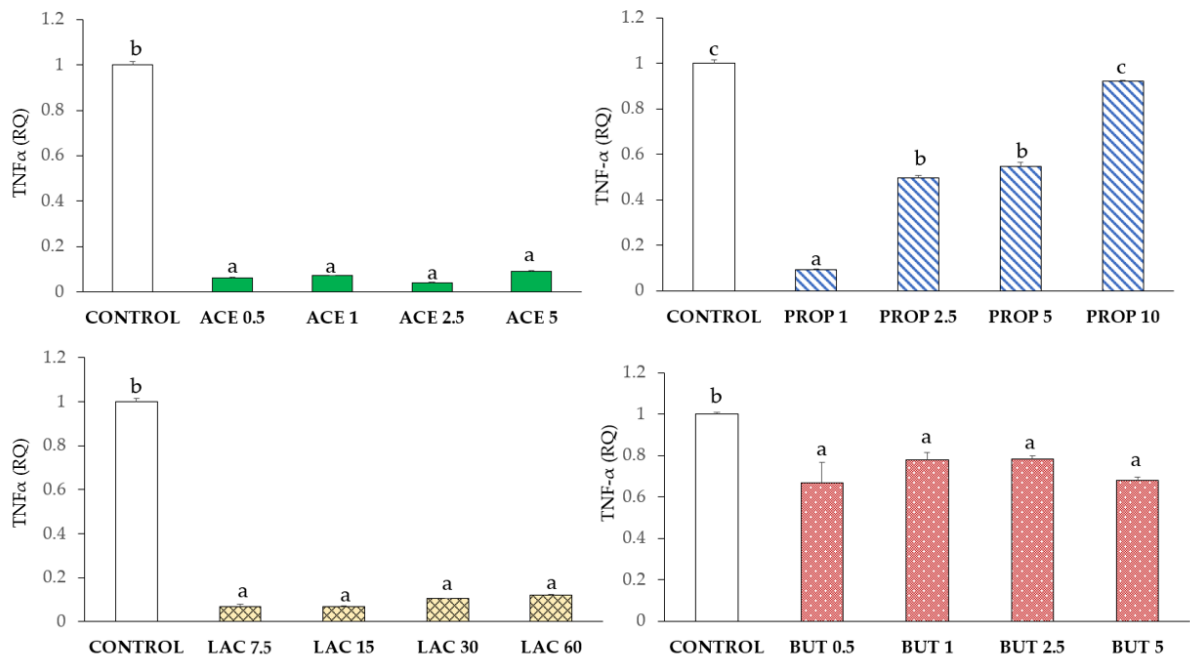 1.2
b
1
0.8
0.6
0.4
0.2
0
TNFα (RQ)
a a a a
CONTROL ACE 0.5 ACE 1 ACE 2.5 ACE 5
1.2
c
1
c
0.8
0.6
b b
0.4
0.2
a
0
TNF-α (RQ)
CONTROL PROP 1 PROP 2.5 PROP 5 PROP 10
1.2
b
1
0.8
0.6
0.4
0.2
0
TNFα (RQ)
a a a a
CONTROL LAC 7.5 LAC 15 LAC 30 LAC 60
1.2
b
1
a a a a
0.8
0.6
0.4
0.2
0
TNF-α (RQ)
CONTROL BUT 0.5 BUT 1 BUT 2.5 BUT 5